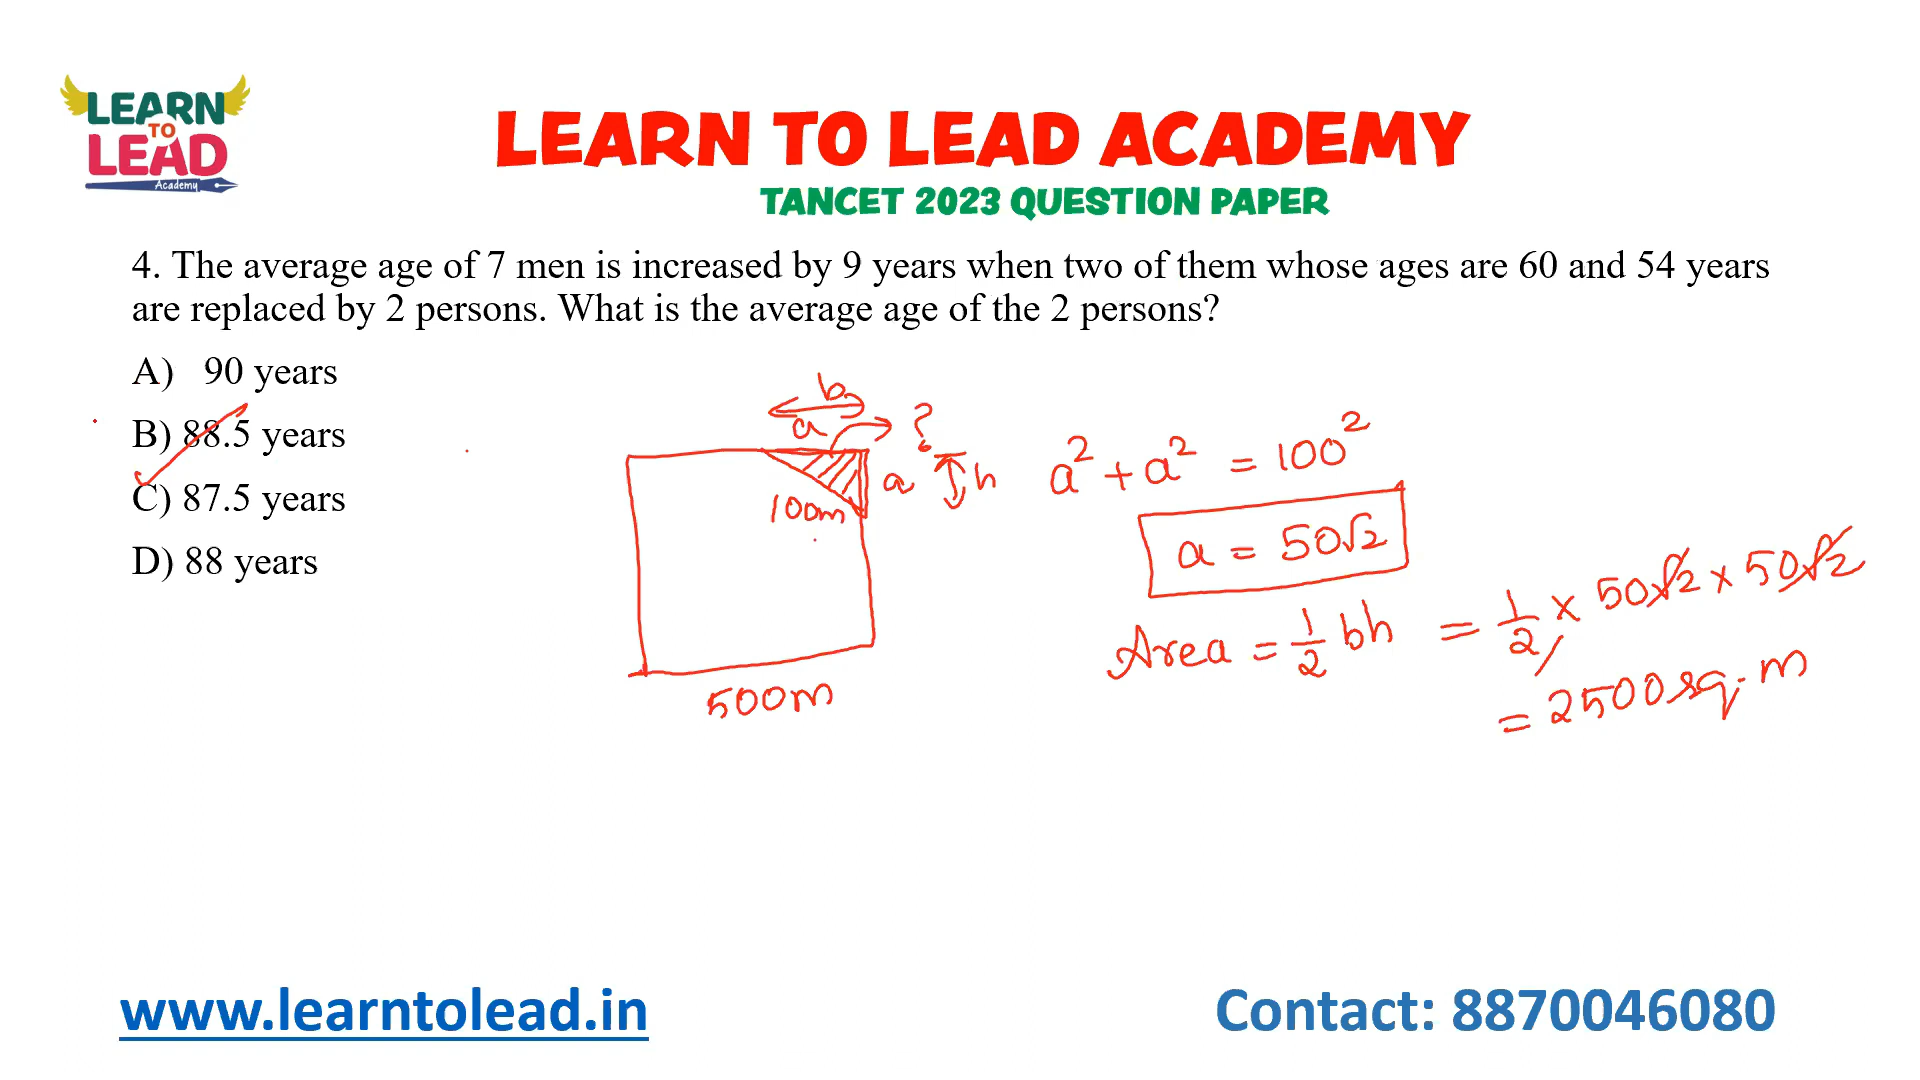 LEARN
TO
LEAD
Academy
LEARN TO LEAD ACADEMY
TANCET 2023 QUESTION PAPER
4. The average age of 7 men is increased by 9 years when two of them whose ages are 60 and 54 years
are replaced by 2 persons. What is the average age of the 2 persons?
A) 90 years
B) 88.5 years
C) 87.5 years
D) 88 years
b
a
?
a
h
100m
500m
a² + a² = 100²
a = 50√2
Area = 1/2 bh = 1/2 × 50√2 × 50√2
= 2500 sq. m
www.learntolead.in
Contact: 8870046080